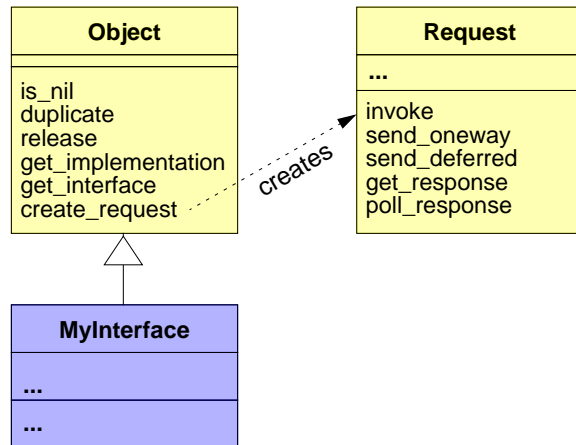 Object
is_nil
duplicate
release
get_implementation
get_interface
create_request
creates
Request
...
invoke
send_oneway
send_deferred
get_response
poll_response
MyInterface
...
...